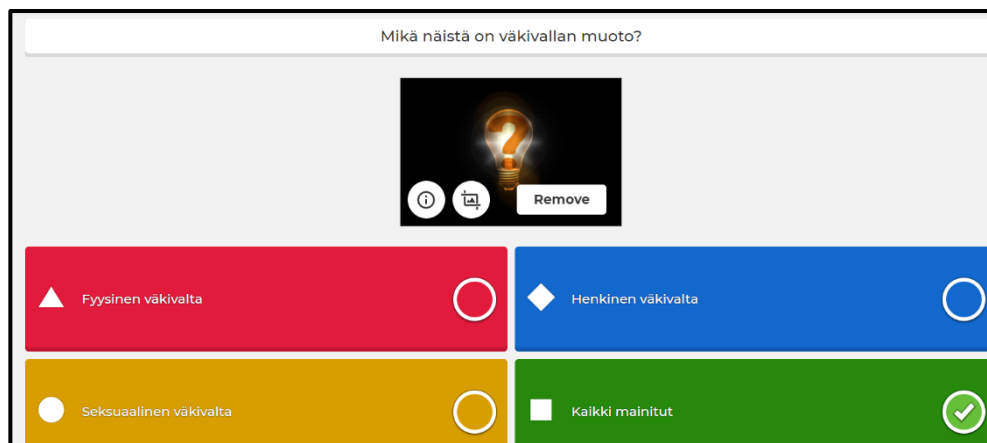 Mikä näistä on väkivallan muoto?
Remove
Fyysinen väkivalta
Henkinen väkivalta
Seksuaalinen väkivalta
Kaikki mainitut